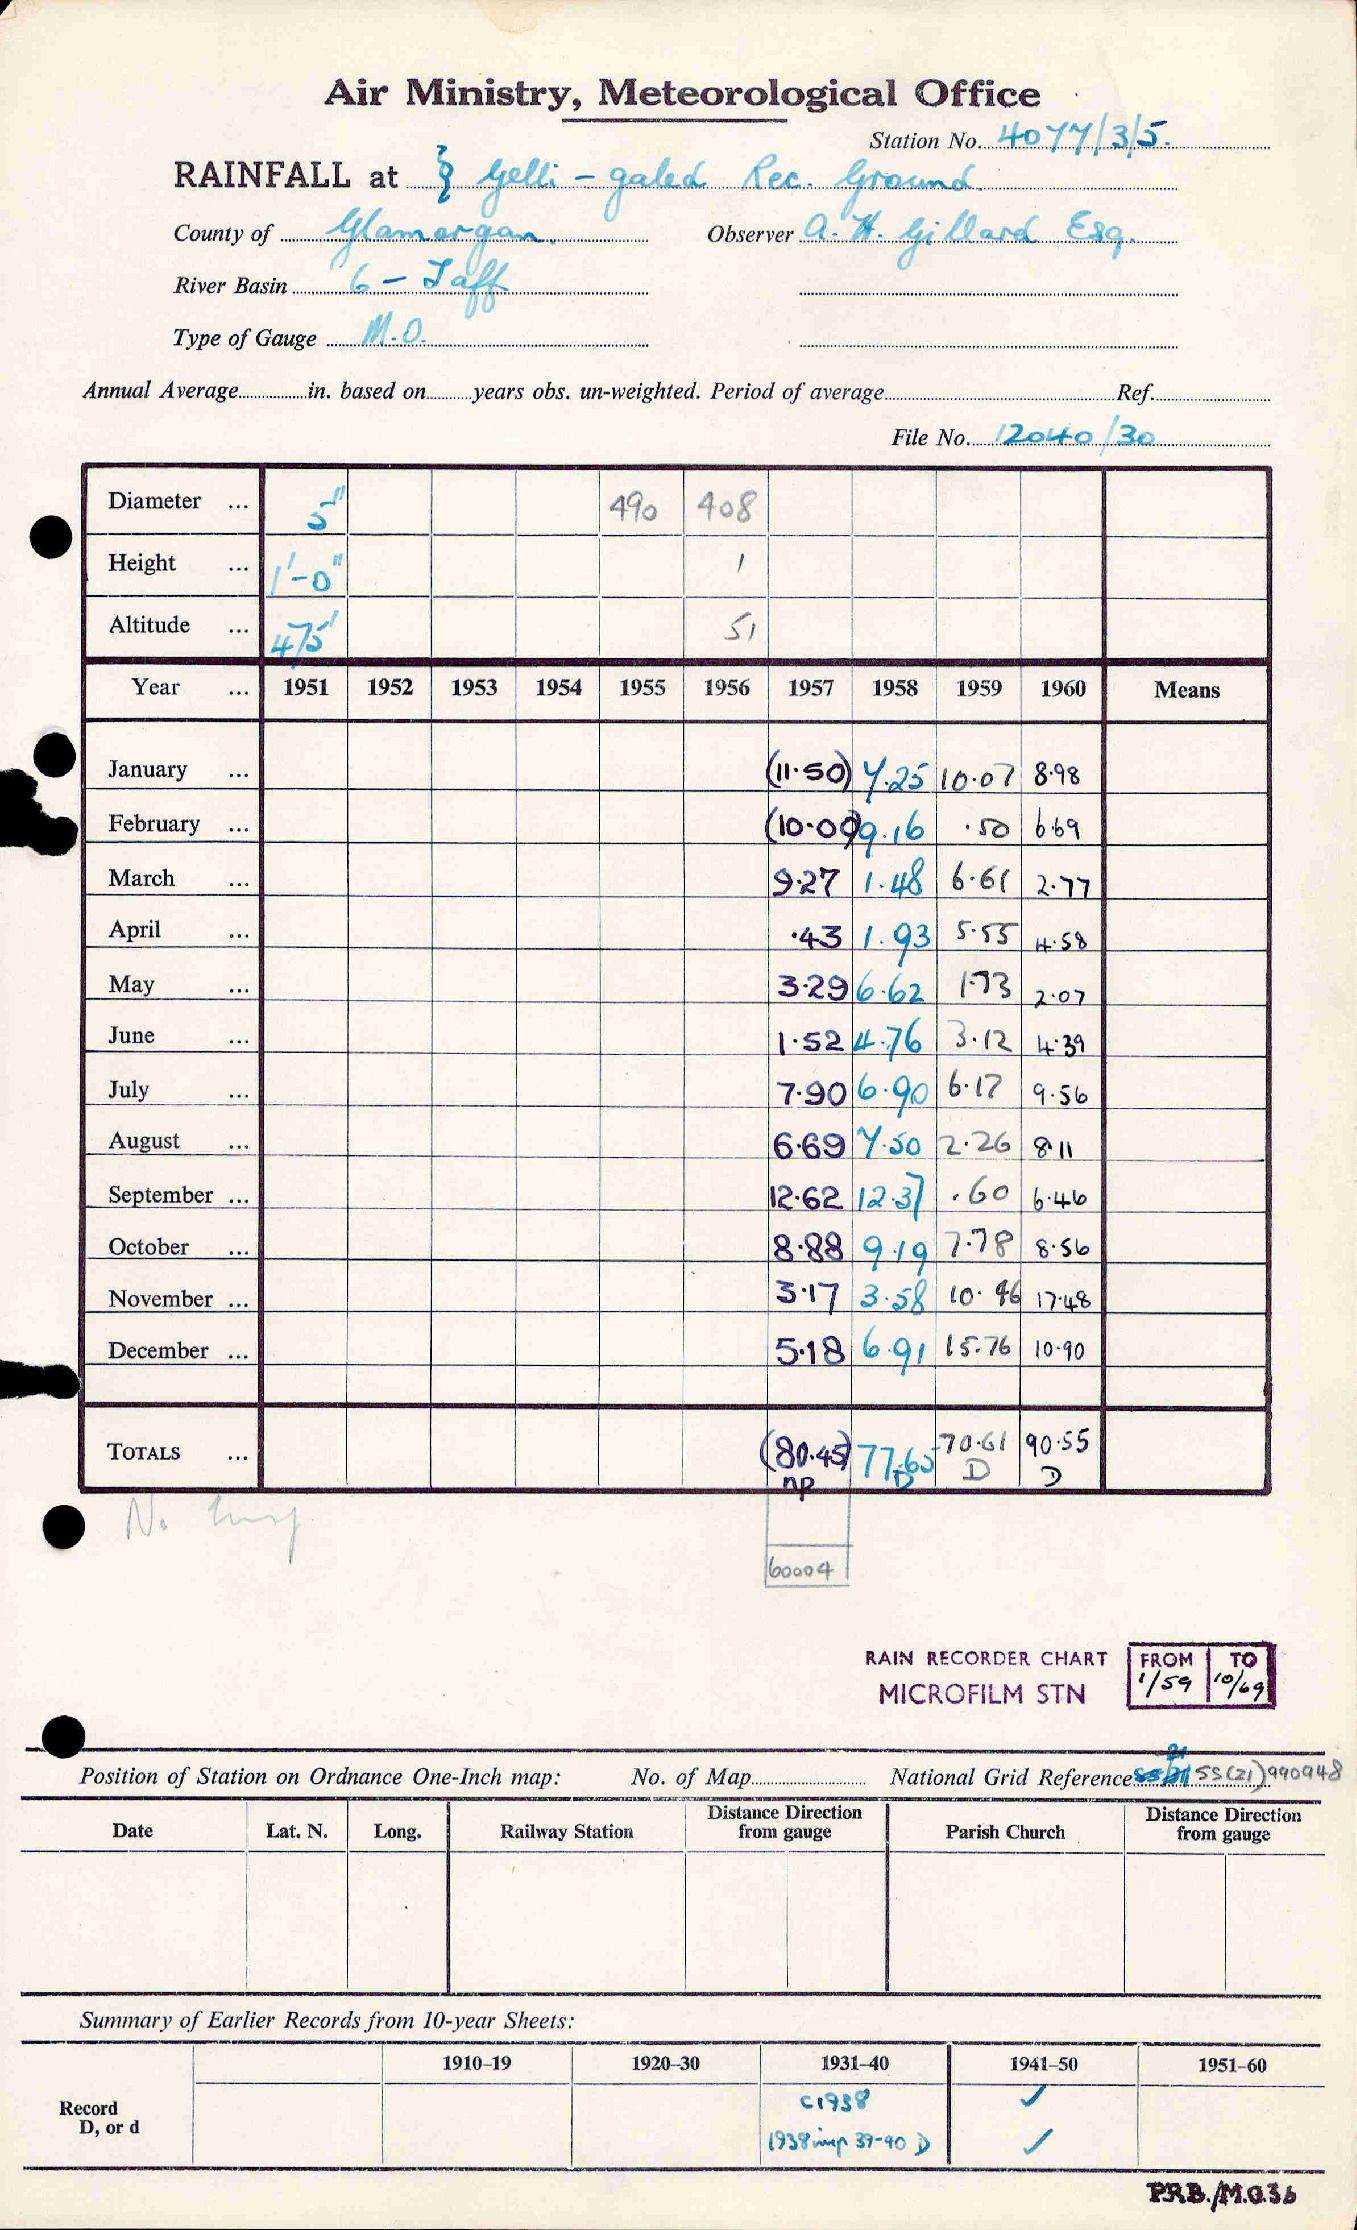 Air Ministry, Meteorological Office
Station No. 4077/3/5.
RAINFALL at } Gelli - galed Rec. Ground.
County of Glamorgan. Observer A. H. Gillard Esq.
River Basin 6 - Taff
Type of Gauge M.O.
Annual Average in. based on years obs. un-weighted. Period of average Ref.
File No. 12040/30
Diameter ... 5" 490 408
Height ... 1'-0" 1
Altitude ... 475' 51
Year ... 1951 1952 1953 1954 1955 1956 1957 1958 1959 1960 Means
January ... (11·50) 7.25 10·07 8·98
February ... (10·00) 9.16 ·50 6·69
March ... 9·27 1.48 6·61 2·77
April ... ·43 1.93 5·55 4·58
May ... 3·29 6·62 1·73 2·07
June ... 1·52 4·76 3·12 4·39
July ... 7·90 6·90 6·17 9·56
August ... 6·69 7·50 2·26 8·11
September ... 12·62 12·37 ·60 6·46
October ... 8·88 9·19 7·78 8·56
November ... 3·17 3·58 10·46 17·48
December ... 5·18 6·91 15·76 10·90
TOTALS ... (80.45) 77.65 70·61 90·55
np D D D
No
60004
RAIN RECORDER CHART FROM TO
MICROFILM STN 1/59 10/69
Position of Station on Ordnance One-Inch map: No. of Map National Grid Reference SS(21)990948
Date Lat. N. Long. Railway Station Distance Direction from gauge Parish Church Distance Direction from gauge
Summary of Earlier Records from 10-year Sheets:
1910–19 1920–30 1931–40 1941–50 1951–60
Record c1938 ✓
D, or d 1938 imp 39-40 D ✓
P.R.B./M.O.36